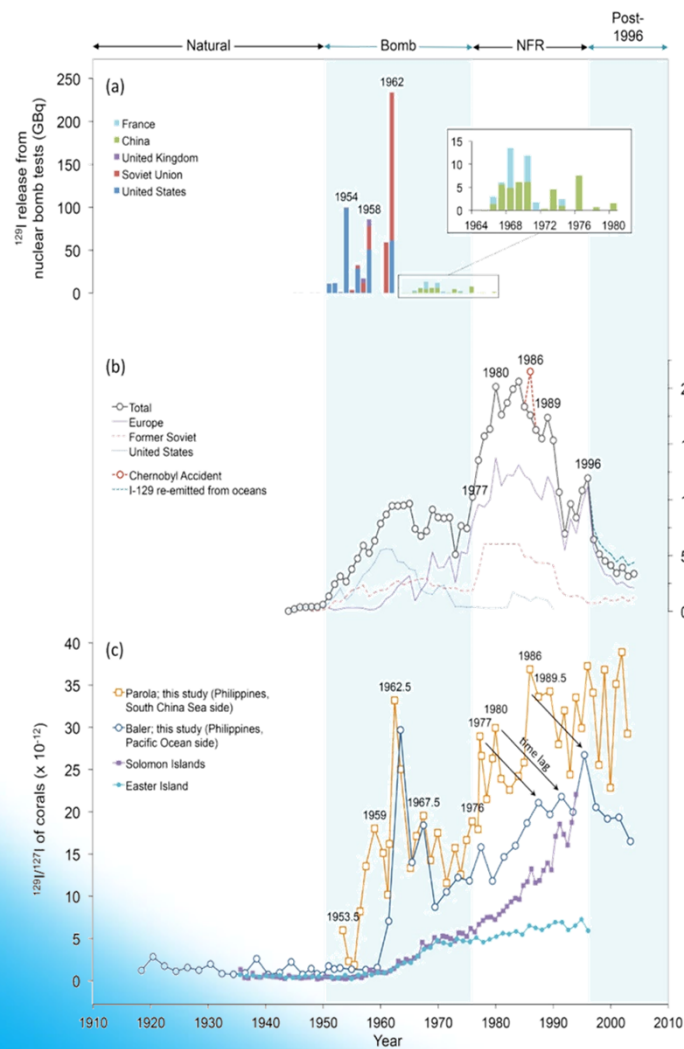 Post-
1996
Natural
Bomb
NFR
(a)
250
200
150
100
50
0
129I release from
nuclear bomb tests (GBq)
France
China
United Kingdom
Soviet Union
United States
1954
1958
1962
15
10
5
0
1964 1968 1972 1976 1980
(b)
Total
Europe
Former Soviet
United States
Chernobyl Accident
I-129 re-emitted from oceans
1977
1980
1986
1989
1996
(c)
40
35
30
25
20
15
10
5
0
129I/127I of corals (x 10-12)
Parola; this study (Philippines,
South China Sea side)
Baler; this study (Philippines,
Pacific Ocean side)
Solomon Islands
Easter Island
1953.5
1959
1962.5
1967.5
1976
1977
1980
1986
1989.5
time lag
1910 1920 1930 1940 1950 1960 1970 1980 1990 2000 2010
Year